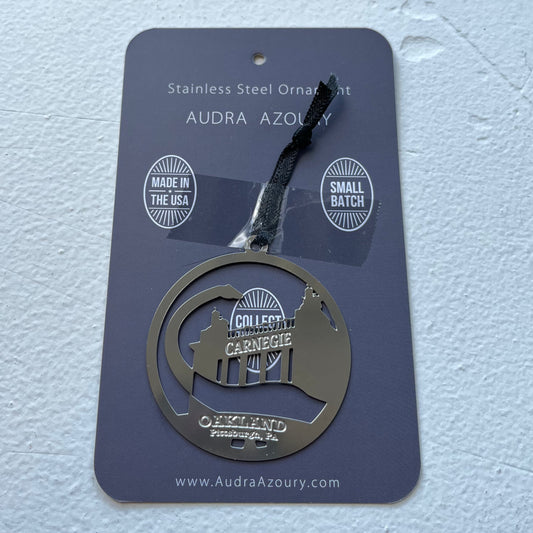 Stainless Steel Ornament
AUDRA AZOURY
MADE IN
THE USA
SMALL
BATCH
COLLECT
CARNEGIE
OAKLAND
Pittsburgh, PA
www.AudraAzoury.com